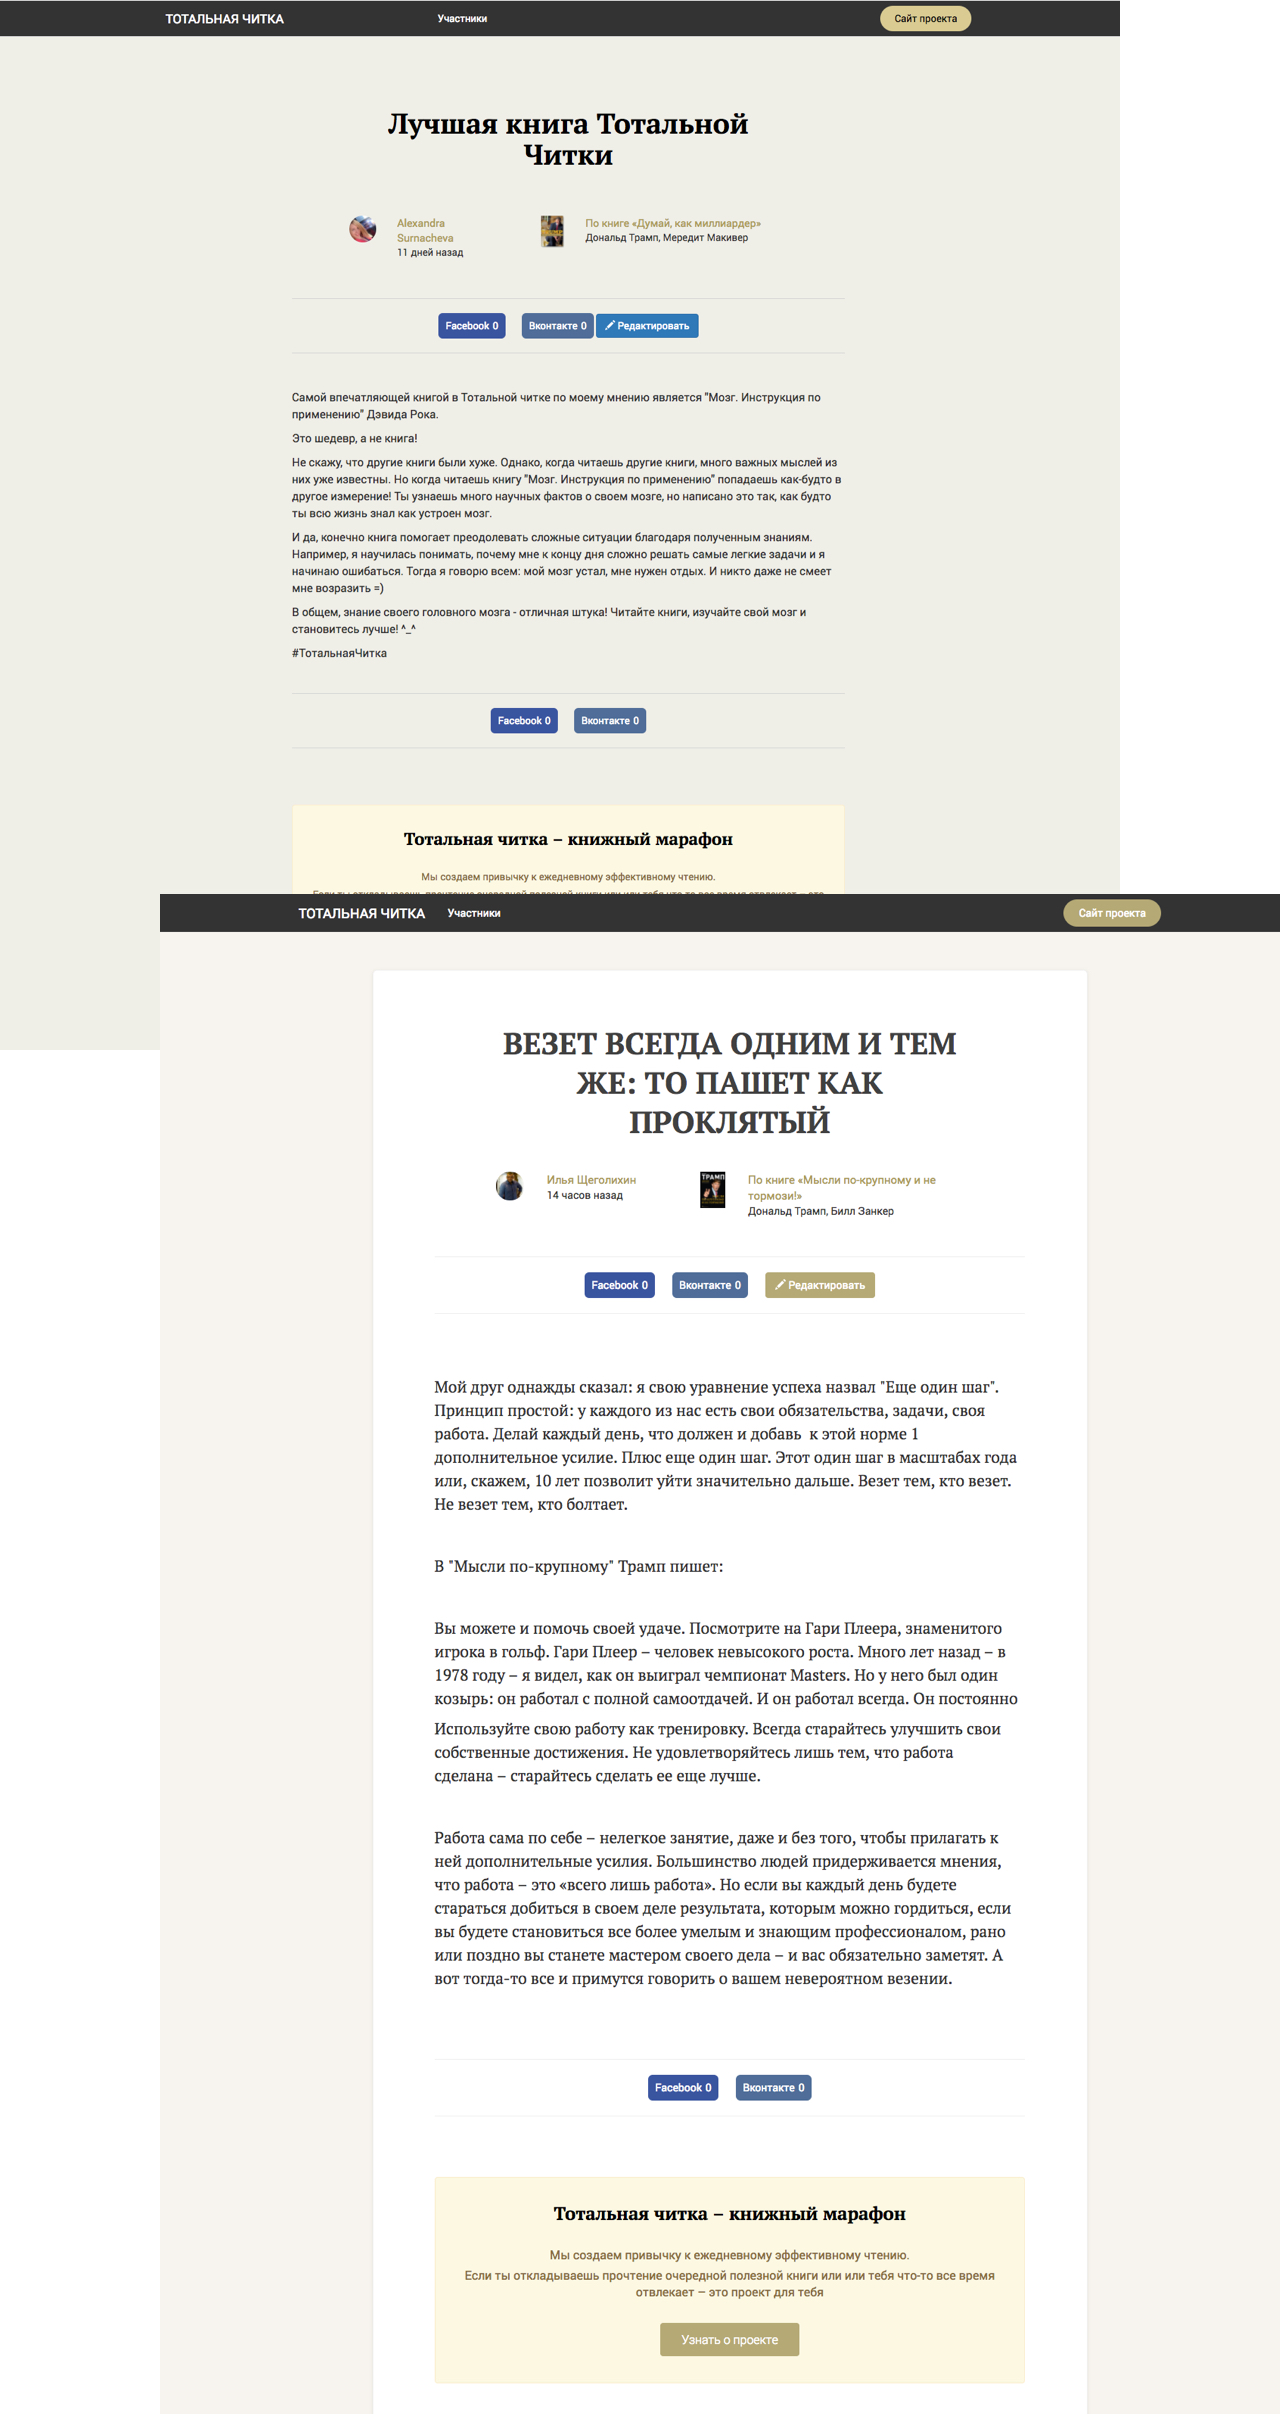 ТОТАЛЬНАЯ ЧИТКА
Участники
Сайт проекта
Лучшая книга Тотальной
Читки
Alexandra
Surnacheva
11 дней назад
По книге «Думай, как миллиардер»
Дональд Трамп, Мередит Макивер
Facebook 0
Вконтакте 0
Редактировать
Самой впечатляющей книгой в Тотальной читке по моему мнению является "Мозг. Инструкция по
применению" Дэвида Рока.
Это шедевр, а не книга!
Не скажу, что другие книги были хуже. Однако, когда читаешь другие книги, много важных мыслей из
них уже известны. Но когда читаешь книгу "Мозг. Инструкция по применению" попадаешь как-будто в
другое измерение! Ты узнаешь много научных фактов о своем мозге, но написано это так, как будто
ты всю жизнь знал как устроен мозг.
И да, конечно книга помогает преодолевать сложные ситуации благодаря полученным знаниям.
Например, я научилась понимать, почему мне к концу дня сложно решать самые легкие задачи и я
начинаю ошибаться. Тогда я говорю всем: мой мозг устал, мне нужен отдых. И никто даже не смеет
мне возразить =)
В общем, знание своего головного мозга - отличная штука! Читайте книги, изучайте свой мозг и
становитесь лучше! ^_^
#ТотальнаяЧитка
Facebook 0
Вконтакте 0
Тотальная читка – книжный марафон
Мы создаем привычку к ежедневному эффективному чтению.
Если ты откладываешь прочтение очередной полезной книги или или тебя что-то все время отвлекает – это
ТОТАЛЬНАЯ ЧИТКА
Участники
Сайт проекта
ВЕЗЕТ ВСЕГДА ОДНИМ И ТЕМ
ЖЕ: ТО ПАШЕТ КАК
ПРОКЛЯТЫЙ
Илья Щеголихин
14 часов назад
ТРАМП
По книге «Мысли по-крупному и не
тормози!»
Дональд Трамп, Билл Занкер
Facebook 0
Вконтакте 0
Редактировать
Мой друг однажды сказал: я свою уравнение успеха назвал "Еще один шаг".
Принцип простой: у каждого из нас есть свои обязательства, задачи, своя
работа. Делай каждый день, что должен и добавь  к этой норме 1
дополнительное усилие. Плюс еще один шаг. Этот один шаг в масштабах года
или, скажем, 10 лет позволит уйти значительно дальше. Везет тем, кто везет.
Не везет тем, кто болтает.
В "Мысли по-крупному" Трамп пишет:
Вы можете и помочь своей удаче. Посмотрите на Гари Плеера, знаменитого
игрока в гольф. Гари Плеер – человек невысокого роста. Много лет назад – в
1978 году – я видел, как он выиграл чемпионат Masters. Но у него был один
козырь: он работал с полной самоотдачей. И он работал всегда. Он постоянно
Используйте свою работу как тренировку. Всегда старайтесь улучшить свои
собственные достижения. Не удовлетворяйтесь лишь тем, что работа
сделана – старайтесь сделать ее еще лучше.
Работа сама по себе – нелегкое занятие, даже и без того, чтобы прилагать к
ней дополнительные усилия. Большинство людей придерживается мнения,
что работа – это «всего лишь работа». Но если вы каждый день будете
стараться добиться в своем деле результата, которым можно гордиться, если
вы будете становиться все более умелым и знающим профессионалом, рано
или поздно вы станете мастером своего дела – и вас обязательно заметят. А
вот тогда-то все и примутся говорить о вашем невероятном везении.
Facebook 0
Вконтакте 0
Тотальная читка – книжный марафон
Мы создаем привычку к ежедневному эффективному чтению.
Если ты откладываешь прочтение очередной полезной книги или или тебя что-то все время
отвлекает – это проект для тебя
Узнать о проекте